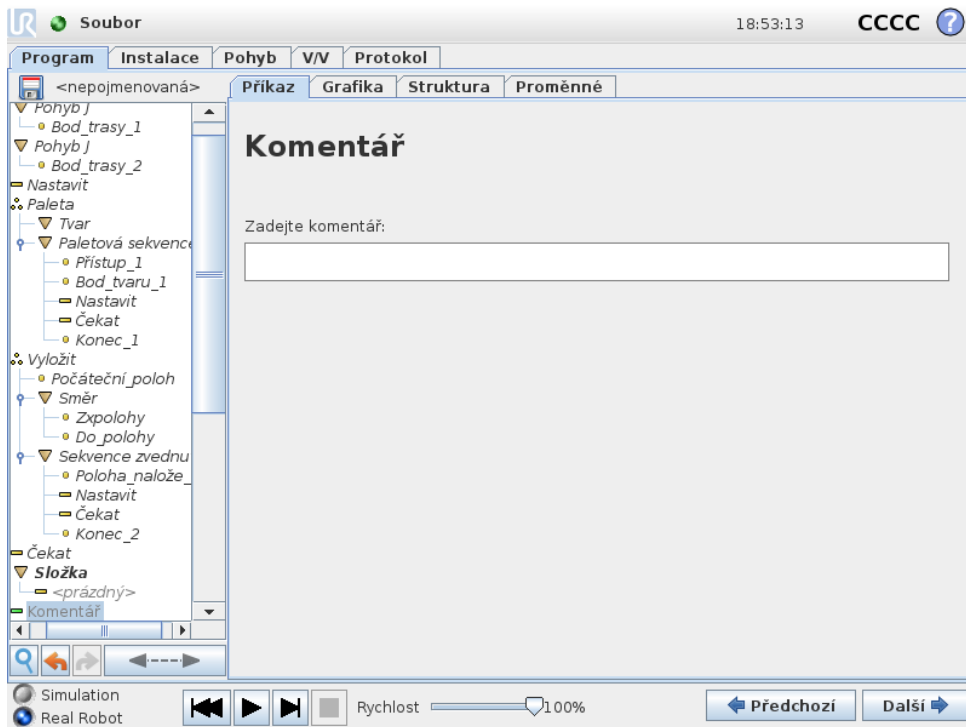 Soubor
18:53:13
CCCC
?
Program Instalace Pohyb V/V Protokol
<nepojmenovaná>
Příkaz Grafika Struktura Proměnné
Pohyb J
Bod_trasy_1
Pohyb J
Bod_trasy_2
Nastavit
Paleta
Tvar
Paletová sekvence
Přístup_1
Bod_tvaru_1
Nastavit
Čekat
Konec_1
Vyložit
Počáteční_poloh
Směr
Zxpolohy
Do_polohy
Sekvence zvednu
Poloha_nalože_
Nastavit
Čekat
Konec_2
Čekat
Složka
<prázdný>
Komentář
Komentář
Zadejte komentář:
Simulation
Real Robot
Rychlost 100%
Předchozí
Další